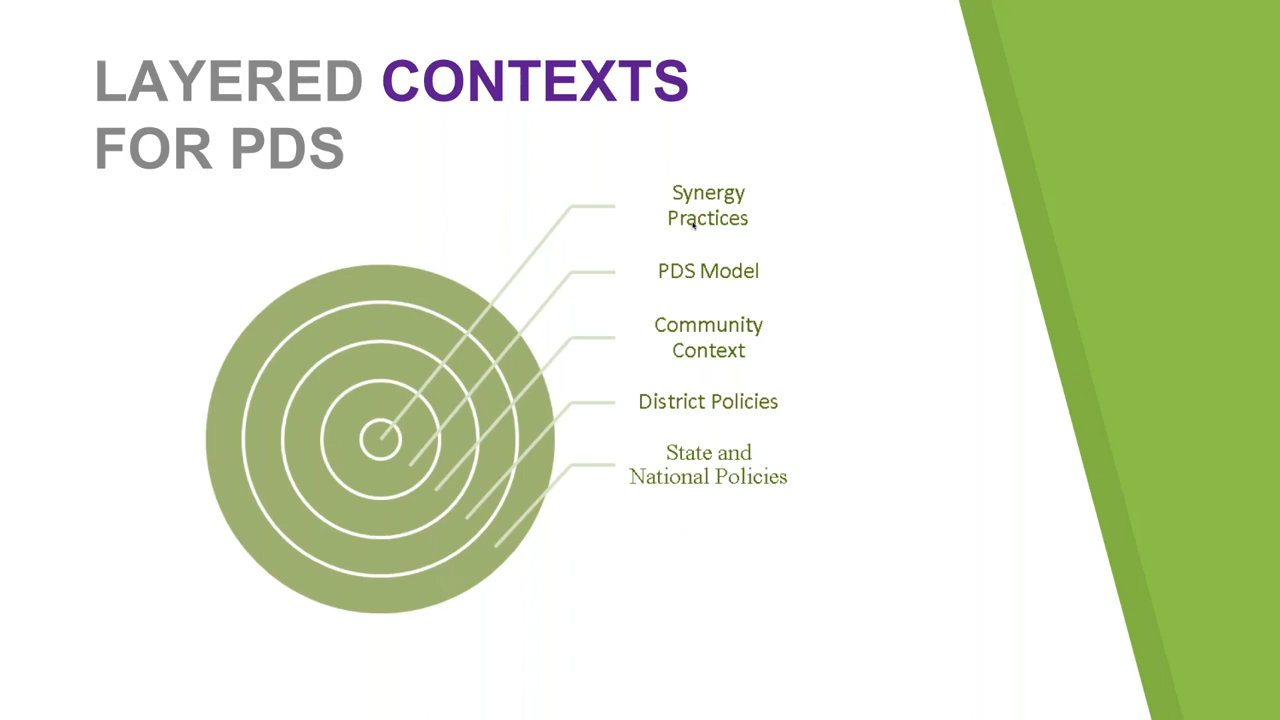 LAYERED CONTEXTS
FOR PDS
Synergy
Practices
PDS Model
Community
Context
District Policies
State and
National Policies